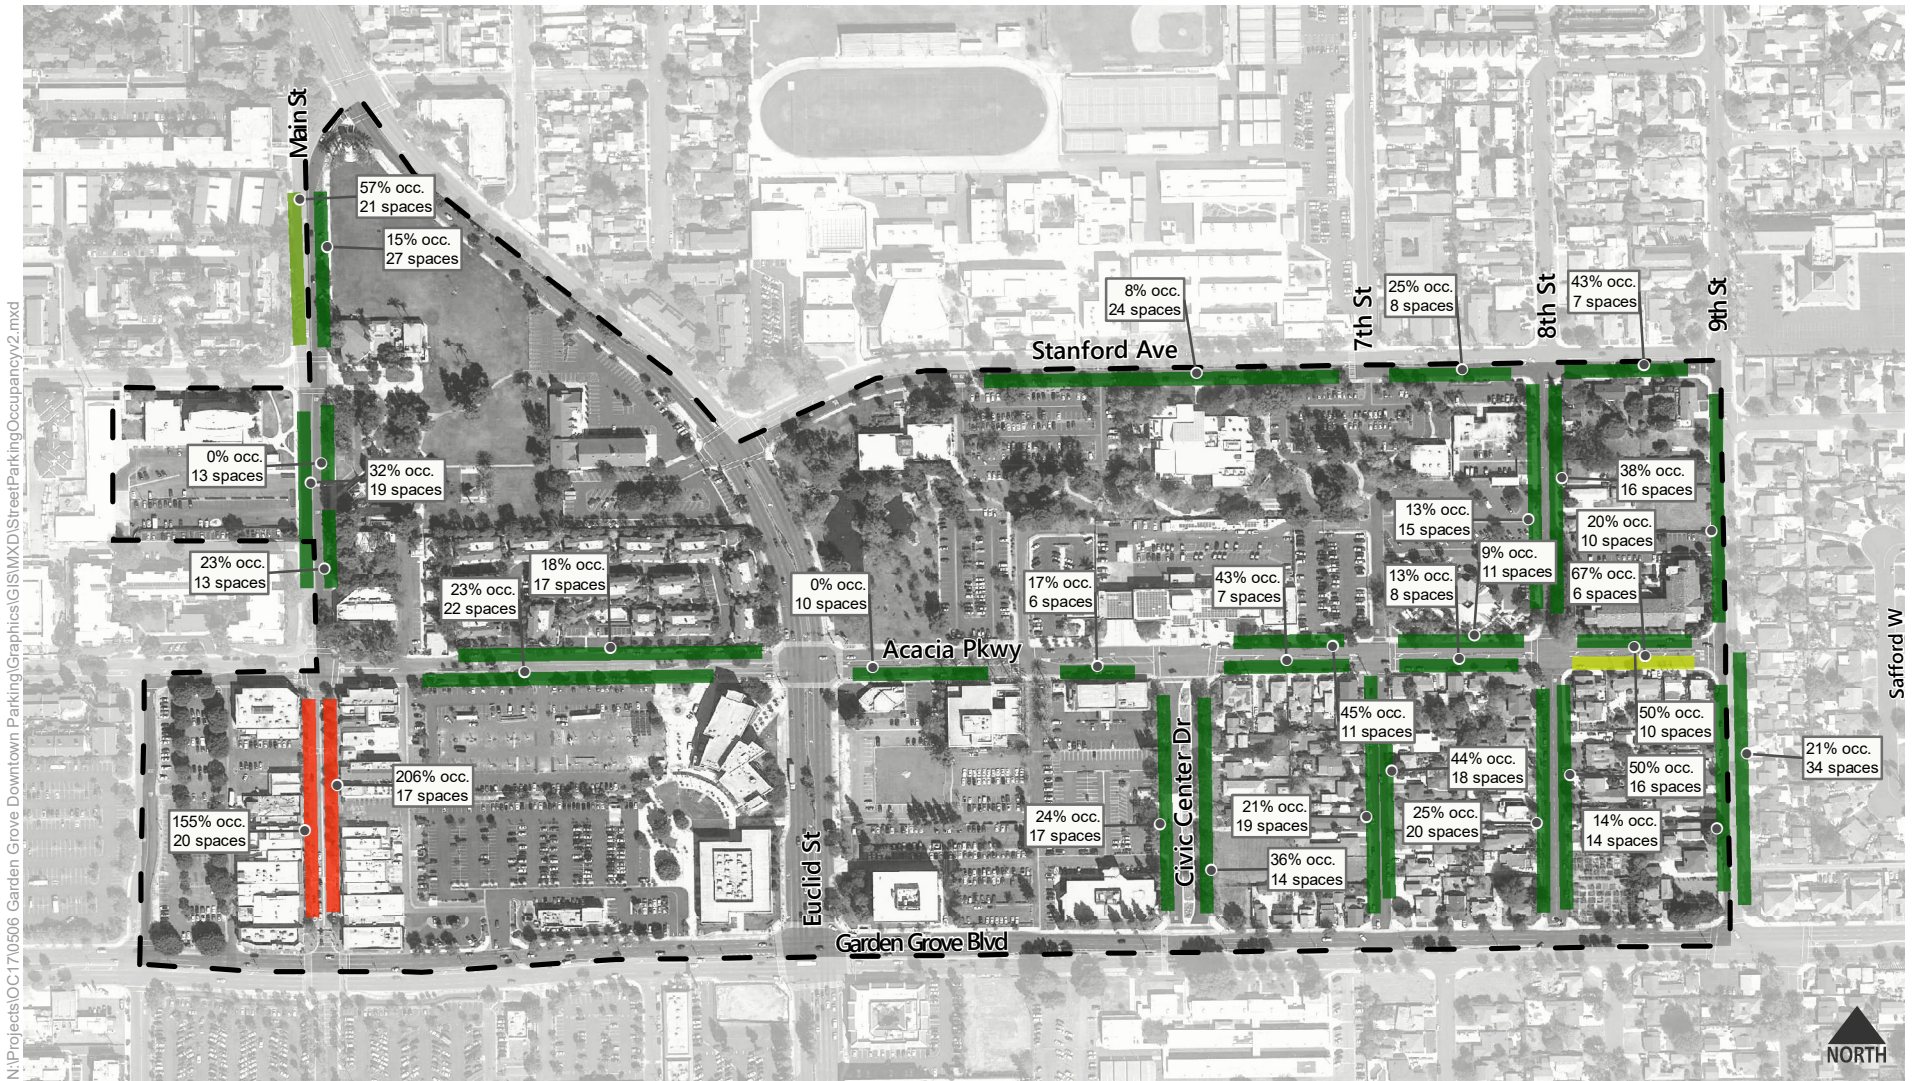 Main St
57% occ.
21 spaces
15% occ.
27 spaces
8% occ.
24 spaces
7th St
25% occ.
8 spaces
8th St
43% occ.
7 spaces
9th St
Stanford Ave
0% occ.
13 spaces
32% occ.
19 spaces
38% occ.
16 spaces
13% occ.
15 spaces
20% occ.
10 spaces
23% occ.
13 spaces
18% occ.
17 spaces
23% occ.
22 spaces
0% occ.
10 spaces
17% occ.
6 spaces
43% occ.
7 spaces
13% occ.
8 spaces
9% occ.
11 spaces
67% occ.
6 spaces
Acacia Pkwy
Safford W
45% occ.
11 spaces
50% occ.
10 spaces
21% occ.
34 spaces
206% occ.
17 spaces
155% occ.
20 spaces
44% occ.
18 spaces
50% occ.
16 spaces
Civic Center Dr
24% occ.
17 spaces
21% occ.
19 spaces
25% occ.
20 spaces
14% occ.
14 spaces
36% occ.
14 spaces
Euclid St
Garden Grove Blvd
NORTH
N:\Projects\OC17\0506 Garden Grove Downtown Parking\Graphics\GIS\MXD\StreetParkingOccupancyv2.mxd